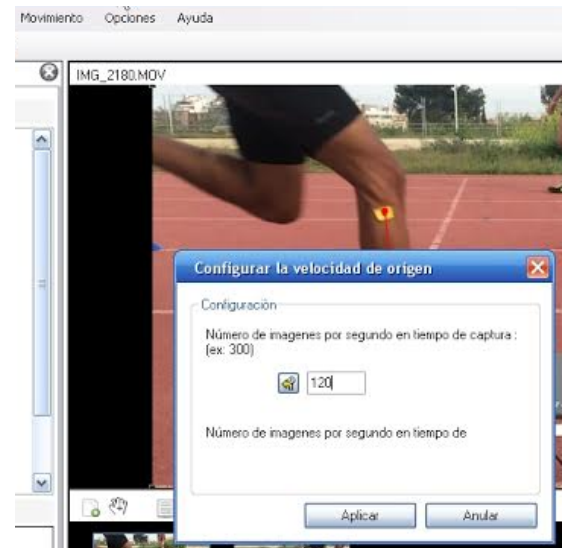 Movimiento Opciones Ayuda
IMG_2180.MOV
Configurar la velocidad de origen
Configuración
Número de imagenes por segundo en tiempo de captura :
(ex: 300)
120
Número de imagenes por segundo en tiempo de
Aplicar Anular